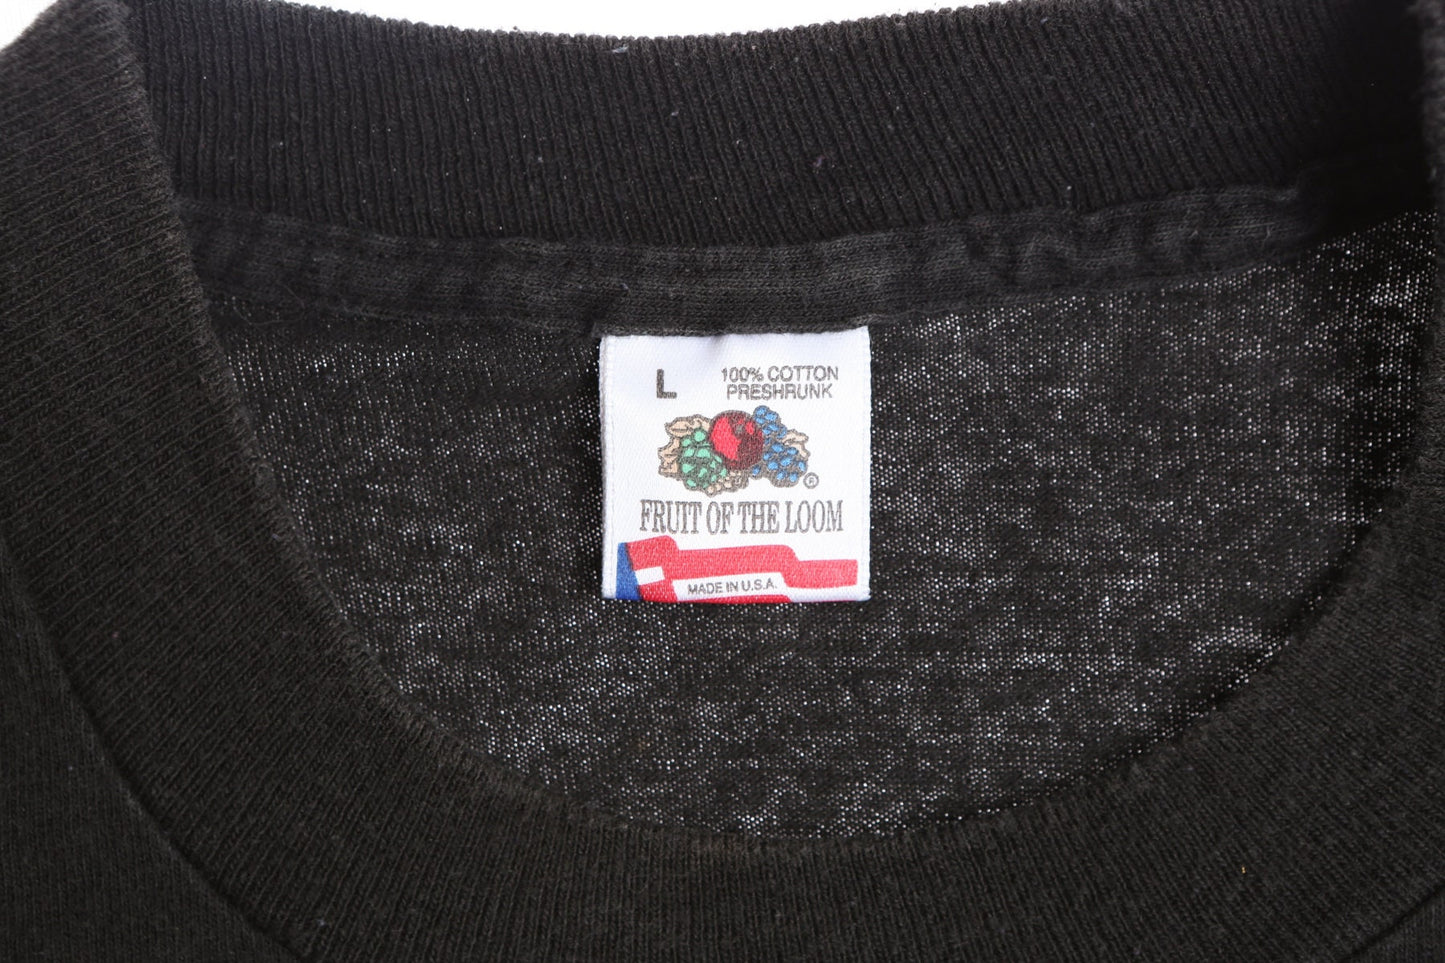 L
100% COTTON
PRESHRUNK
®
FRUIT OF THE LOOM
MADE IN U.S.A.